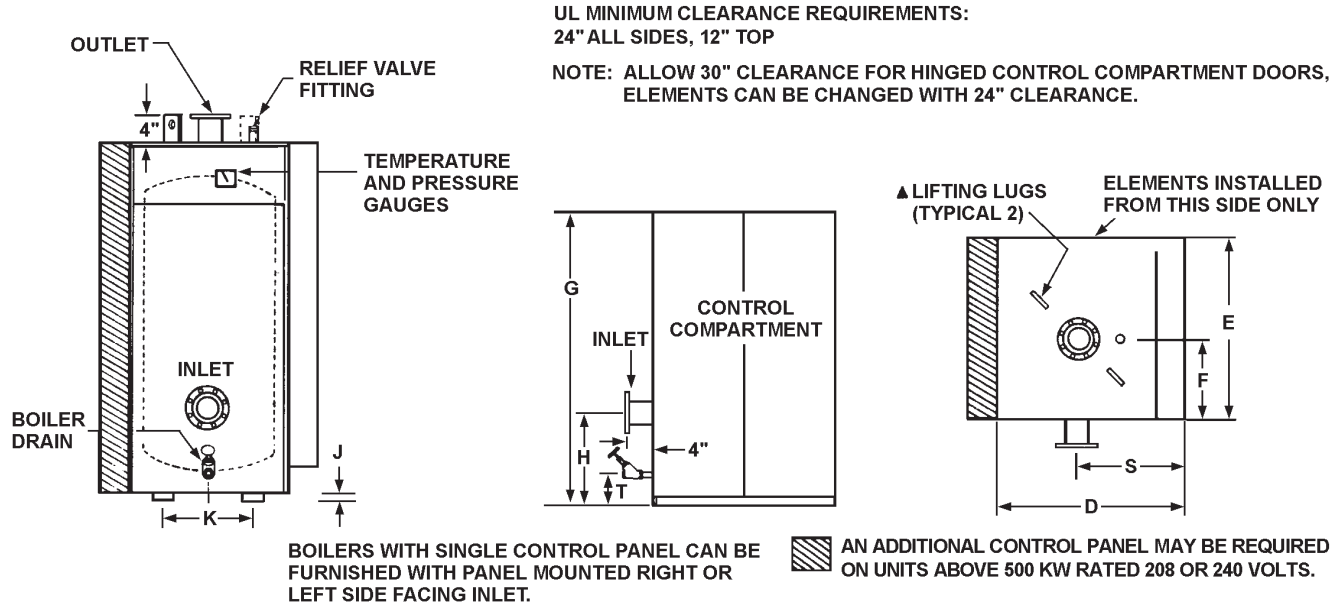 UL MINIMUM CLEARANCE REQUIREMENTS:
24" ALL SIDES, 12" TOP
NOTE: ALLOW 30" CLEARANCE FOR HINGED CONTROL COMPARTMENT DOORS,
ELEMENTS CAN BE CHANGED WITH 24" CLEARANCE.
OUTLET
RELIEF VALVE
FITTING
4"
TEMPERATURE
AND PRESSURE
GAUGES
INLET
BOILER
DRAIN
J
K
G
CONTROL
COMPARTMENT
INLET
H
4"
T
▲LIFTING LUGS
(TYPICAL 2)
ELEMENTS INSTALLED
FROM THIS SIDE ONLY
E
F
S
D
BOILERS WITH SINGLE CONTROL PANEL CAN BE
FURNISHED WITH PANEL MOUNTED RIGHT OR
LEFT SIDE FACING INLET.
AN ADDITIONAL CONTROL PANEL MAY BE REQUIRED
ON UNITS ABOVE 500 KW RATED 208 OR 240 VOLTS.